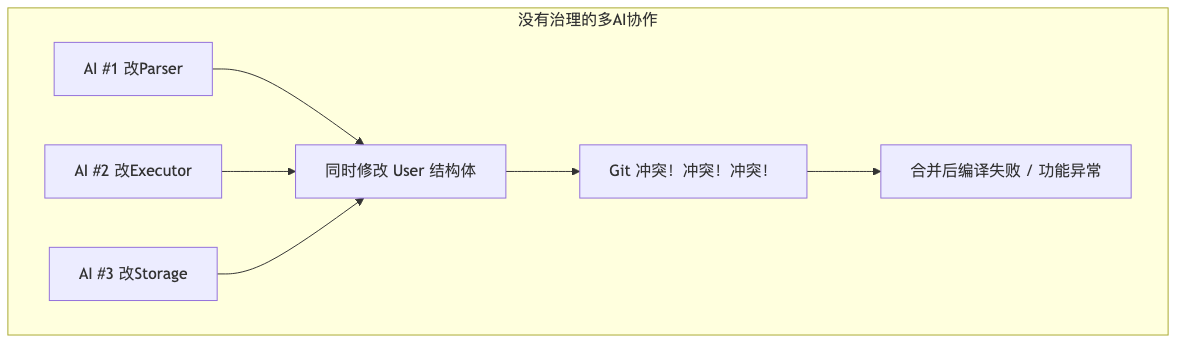 没有治理的多AI协作
AI #1 改Parser
AI #2 改Executor
AI #3 改Storage
同时修改 User 结构体
Git 冲突！冲突！冲突！
合并后编译失败 / 功能异常